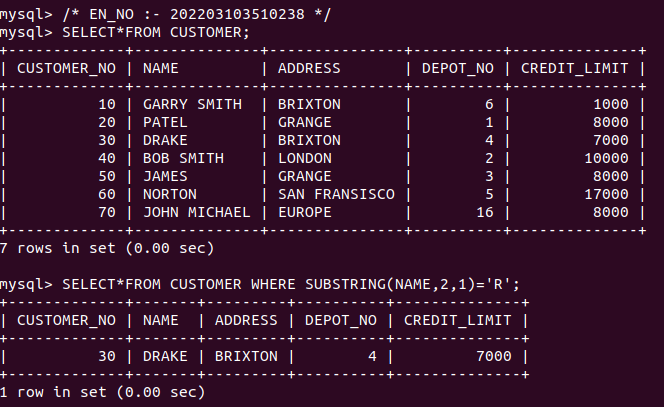 mysql> /* EN_NO :- 202203103510238 */
mysql> SELECT*FROM CUSTOMER;
+-------------+--------------+---------------+----------+--------------+
| CUSTOMER_NO | NAME         | ADDRESS       | DEPOT_NO | CREDIT_LIMIT |
+-------------+--------------+---------------+----------+--------------+
|          10 | GARRY SMITH  | BRIXTON       |        6 |         1000 |
|          20 | PATEL        | GRANGE        |        1 |         8000 |
|          30 | DRAKE        | BRIXTON       |        4 |         7000 |
|          40 | BOB SMITH    | LONDON        |        2 |        10000 |
|          50 | JAMES        | GRANGE        |        3 |         8000 |
|          60 | NORTON       | SAN FRANSISCO |        5 |        17000 |
|          70 | JOHN MICHAEL | EUROPE        |       16 |         8000 |
+-------------+--------------+---------------+----------+--------------+
7 rows in set (0.00 sec)
mysql> SELECT*FROM CUSTOMER WHERE SUBSTRING(NAME,2,1)='R';
+-------------+-------+---------+----------+--------------+
| CUSTOMER_NO | NAME  | ADDRESS | DEPOT_NO | CREDIT_LIMIT |
+-------------+-------+---------+----------+--------------+
|          30 | DRAKE | BRIXTON |        4 |         7000 |
+-------------+-------+---------+----------+--------------+
1 row in set (0.00 sec)